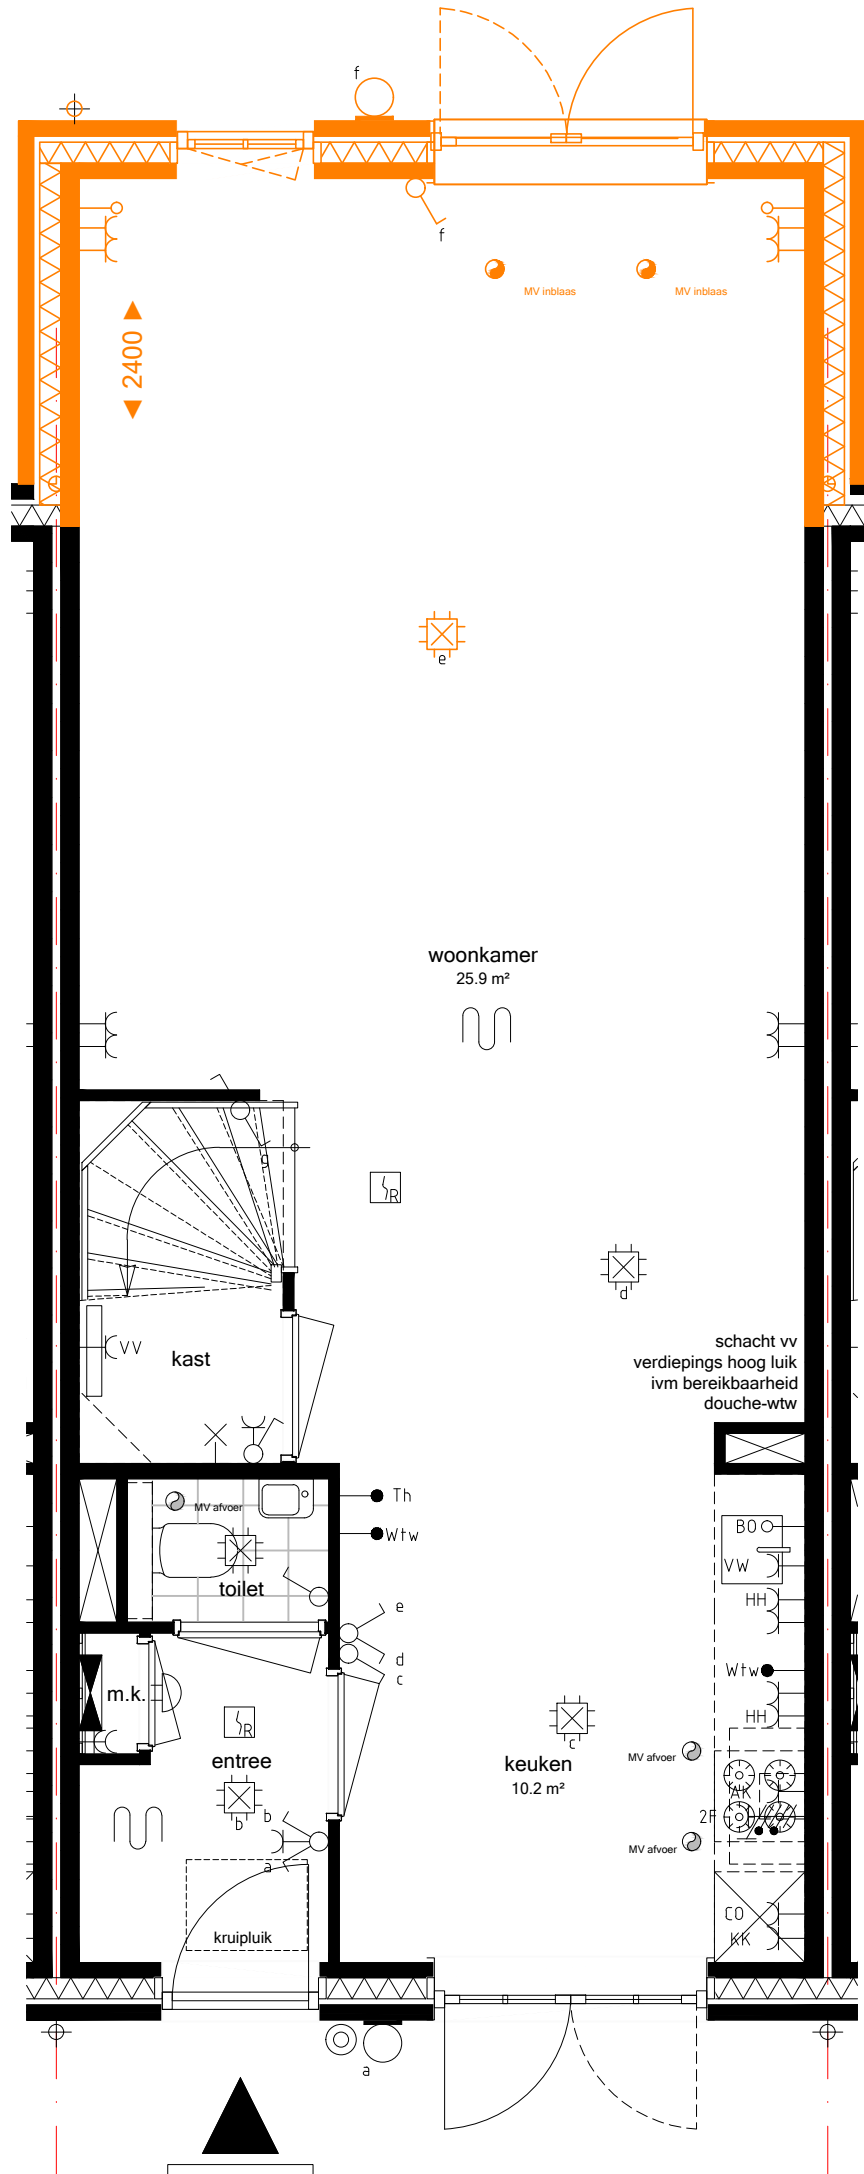 f
f
MV inblaas
MV inblaas
2400
e
woonkamer
25.9 m²
g
R
d
VV
kast
schacht vv
verdiepings hoog luik
ivm bereikbaarheid
douche-wtw
Th
MV afvoer
Wtw
BO
VW
toilet
HH
e
d
c
Wtw
m.k.
R
HH
c
entree
keuken
MV afvoer
10.2 m²
AK
b
b
2F
a
MV afvoer
CO
kruipluik
KK
a